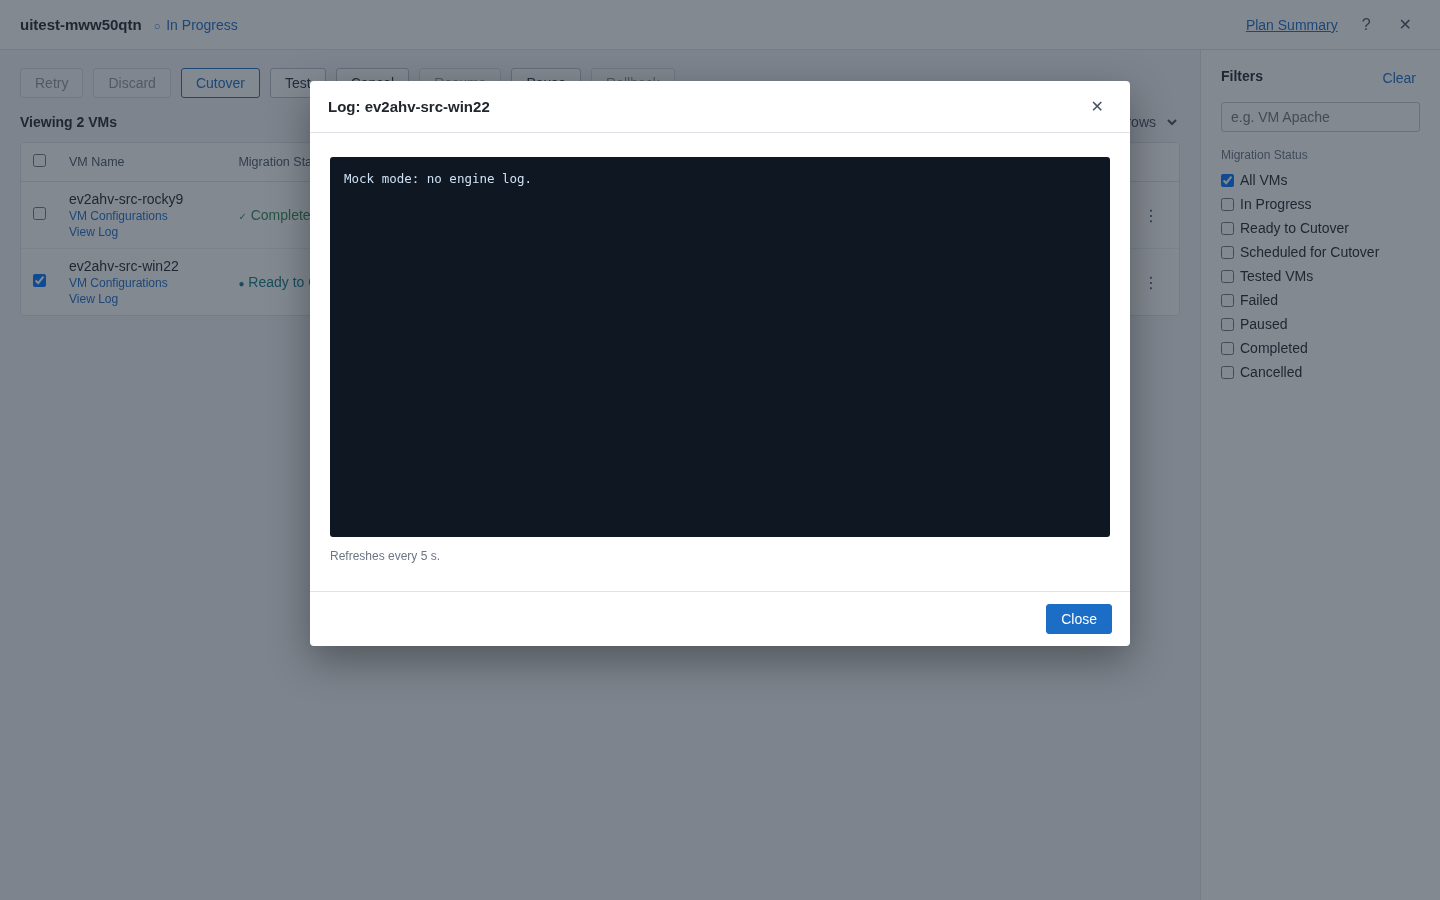 uitest-mww50qtn ○ In Progress Plan Summary ? ✕
Retry Discard Cutover Test
Log: ev2ahv-src-win22 ✕
Filters Clear
Viewing 2 VMs
e.g. VM Apache
VM Name
Migration Status
ev2ahv-src-rocky9
VM Configurations
View Log
✓
ev2ahv-src-win22
VM Configurations
View Log
● Ready to
Mock mode: no engine log.
Refreshes every 5 s.
Close
All VMs
In Progress
Ready to Cutover
Scheduled for Cutover
Tested VMs
Failed
Paused
Completed
Cancelled